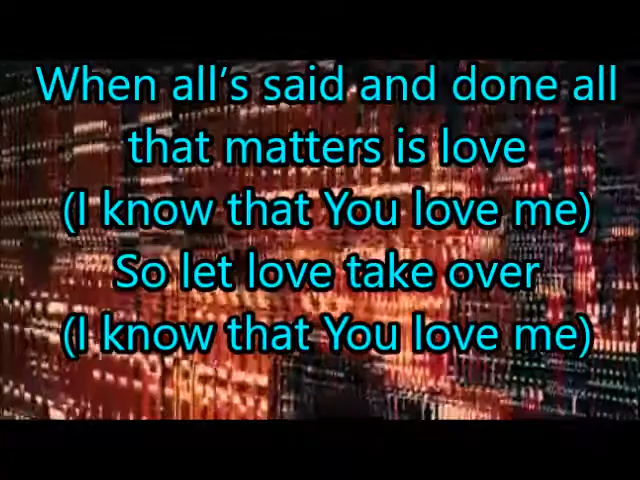 When all’s said and done all
that matters is love
(I know that You love me)
So let love take over
(I know that You love me)